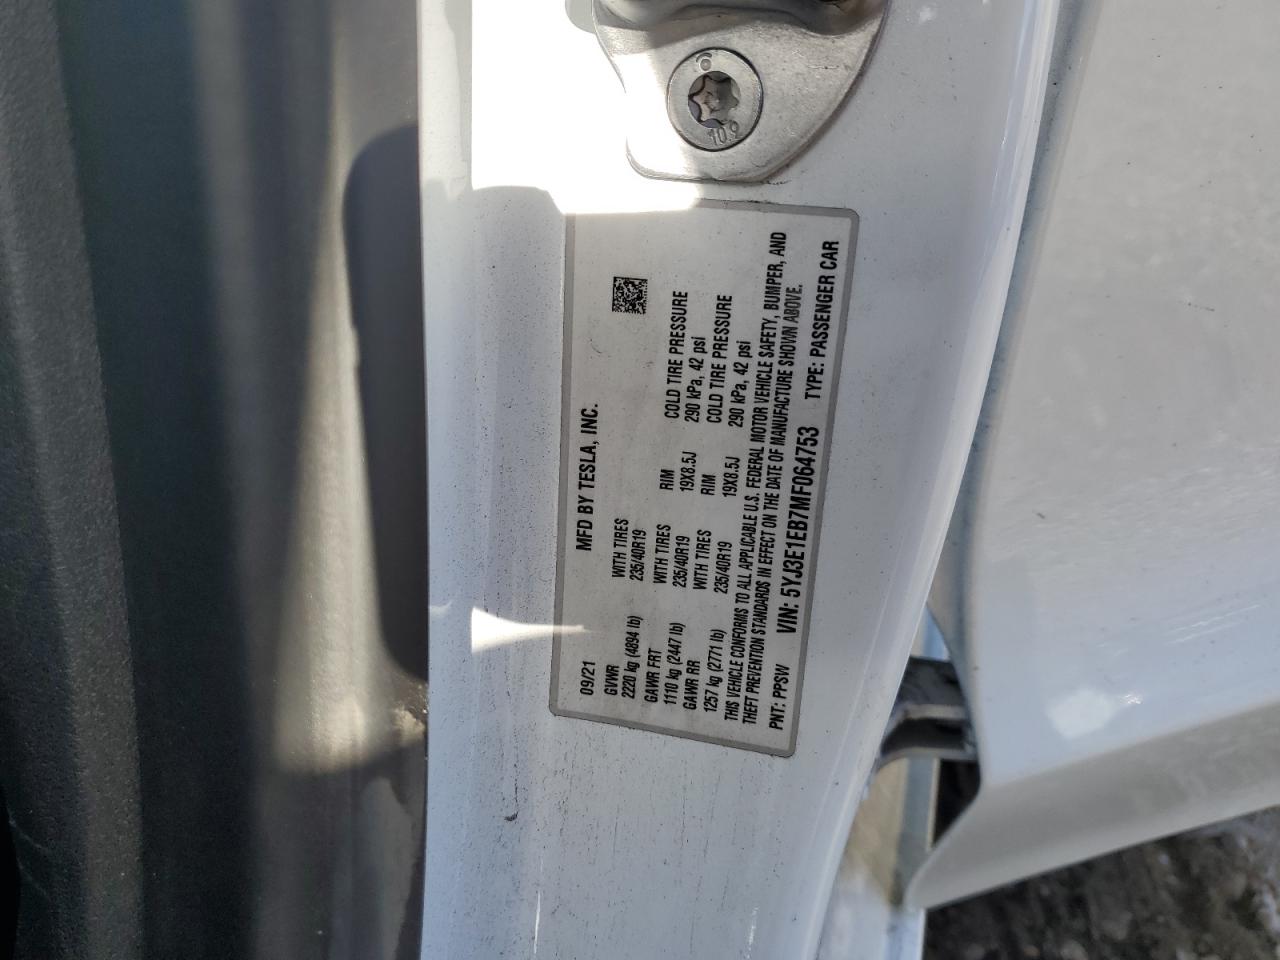 10.9
09/21 MFD BY TESLA, INC.
GVWR WITH TIRES RIM COLD TIRE PRESSURE
2220 kg (4894 lb) 235/40R19 19X8.5J 290 kPa, 42 psi
GAWR FRT WITH TIRES RIM COLD TIRE PRESSURE
1110 kg (2447 lb) 235/40R19 19X8.5J 290 kPa, 42 psi
GAWR RR WITH TIRES
1257 kg (2771 lb) 235/40R19
THIS VEHICLE CONFORMS TO ALL APPLICABLE U.S. FEDERAL MOTOR VEHICLE SAFETY, BUMPER, AND
THEFT PREVENTION STANDARDS IN EFFECT ON THE DATE OF MANUFACTURE SHOWN ABOVE.
PNT: PPSW VIN: 5YJ3E1EB7MF064753 TYPE: PASSENGER CAR